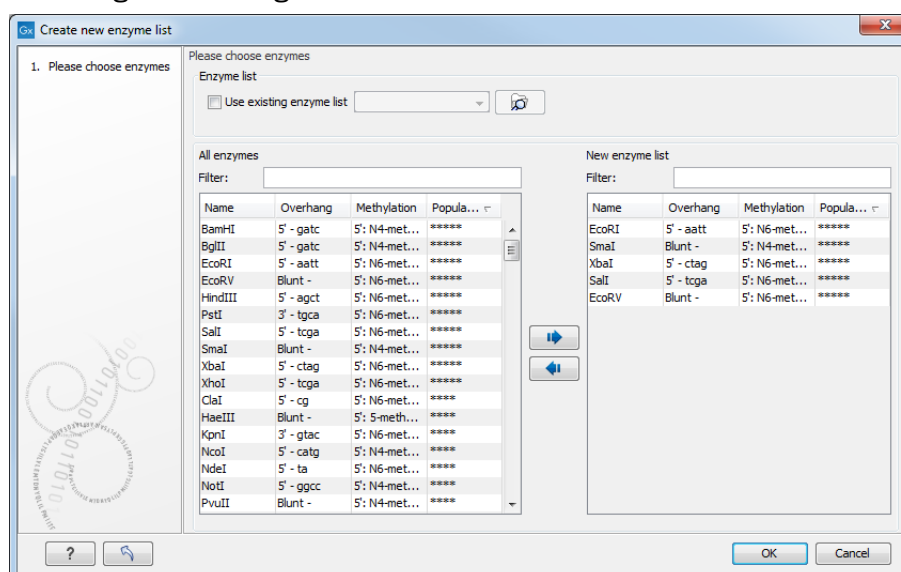 Gx Create new enzyme list
1. Please choose enzymes
Please choose enzymes
Enzyme list
Use existing enzyme list
All enzymes
Filter:
Name Overhang Methylation Popula...
BamHI 5' - gatc 5': N4-met... *****
BglII 5' - gatc 5': N4-met... *****
EcoRI 5' - aatt 5': N6-met... *****
EcoRV Blunt - 5': N6-met... *****
HindIII 5' - agct 5': N6-met... *****
PstI 3' - tgca 5': N6-met... *****
SalI 5' - tcga 5': N6-met... *****
SmaI Blunt - 5': N4-met... *****
XbaI 5' - ctag 5': N6-met... *****
XhoI 5' - tcga 5': N6-met... *****
ClaI 5' - cg 5': N6-met... ****
HaeIII Blunt - 5': 5-meth... ****
KpnI 3' - gtac 5': N6-met... ****
NcoI 5' - catg 5': N4-met... ****
NdeI 5' - ta 5': N6-met... ****
NotI 5' - ggcc 5': N4-met... ****
PvuII Blunt - 5': N4-met... ****
New enzyme list
Filter:
Name Overhang Methylation Popula...
EcoRI 5' - aatt 5': N6-met... *****
SmaI Blunt - 5': N4-met... *****
XbaI 5' - ctag 5': N6-met... *****
SalI 5' - tcga 5': N6-met... *****
EcoRV Blunt - 5': N6-met... *****
? OK Cancel